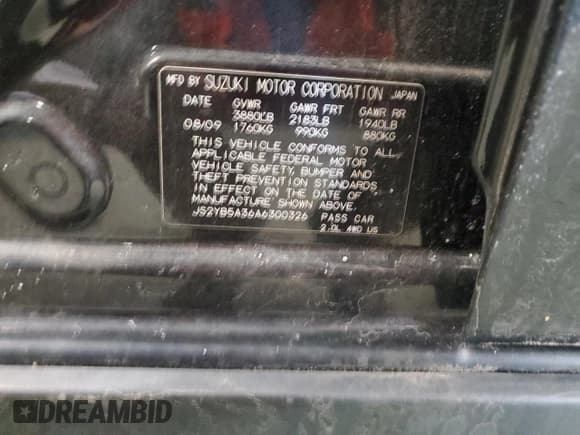 MFD BY SUZUKI MOTOR CORPORATION JAPAN
DATE GVWR GAWR FRT GAWR RR
3880LB 2183LB 1940LB
08/09 1760KG 990KG 880KG
THIS VEHICLE CONFORMS TO ALL
APPLICABLE FEDERAL MOTOR
VEHICLE SAFETY, BUMPER AND
THEFT PREVENTION STANDARDS
IN EFFECT ON THE DATE OF
MANUFACTURE SHOWN ABOVE.
JS2YB5A36A6300326 PASS CAR
2.0L 4WD US
DREAMBID